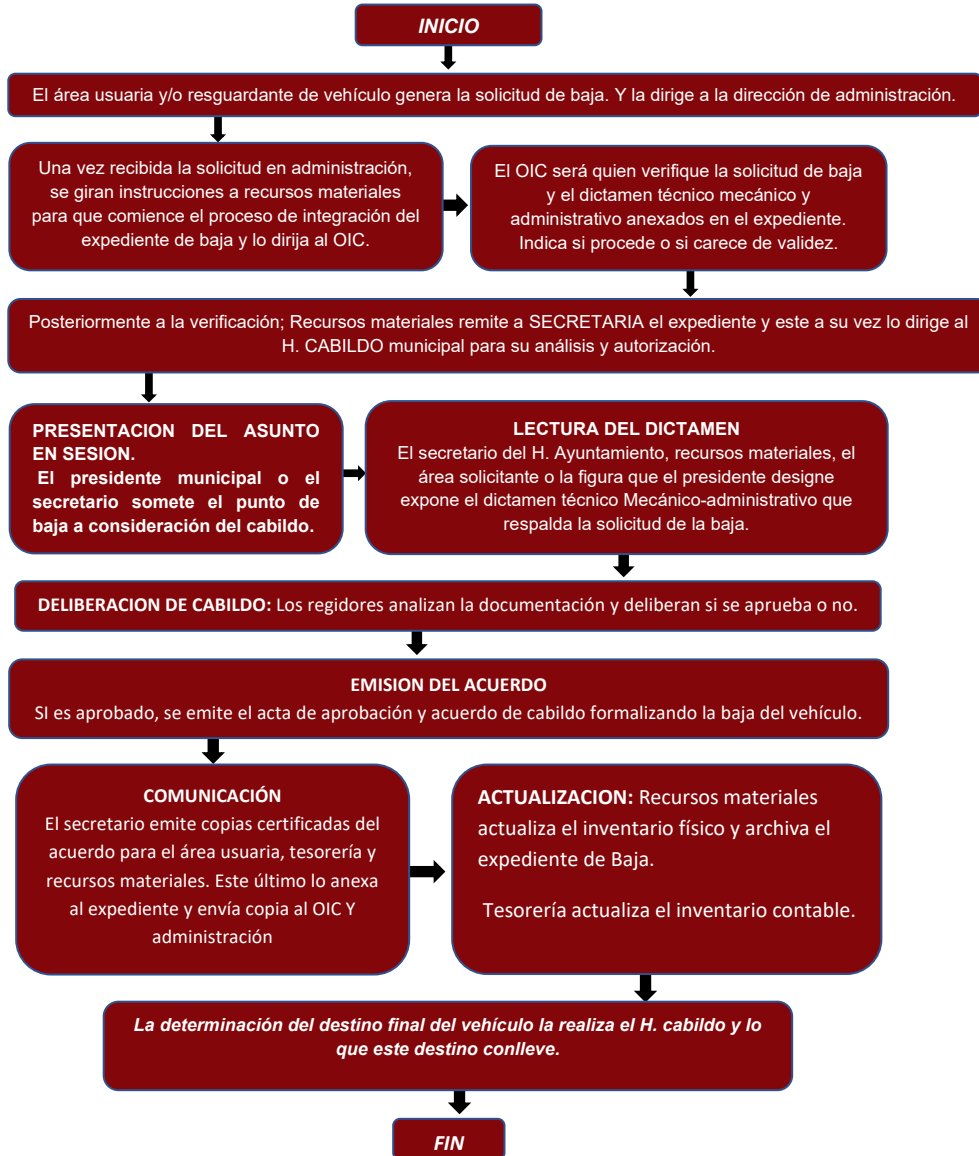 INICIO
El área usuaria y/o resguardante de vehículo genera la solicitud de baja. Y la dirige a la dirección de administración.
Una vez recibida la solicitud en administración,
se giran instrucciones a recursos materiales
para que comience el proceso de integración del
expediente de baja y lo dirija al OIC.
El OIC será quien verifique la solicitud de baja
y el dictamen técnico mecánico y
administrativo anexados en el expediente.
Indica si procede o si carece de validez.
Posteriormente a la verificación; Recursos materiales remite a SECRETARIA el expediente y este a su vez lo dirige al
H. CABILDO municipal para su análisis y autorización.
PRESENTACION DEL ASUNTO
EN SESION.
El presidente municipal o el
secretario somete el punto de
baja a consideración del cabildo.
LECTURA DEL DICTAMEN
El secretario del H. Ayuntamiento, recursos materiales, el
área solicitante o la figura que el presidente designe
expone el dictamen técnico Mecánico-administrativo que
respalda la solicitud de la baja.
DELIBERACION DE CABILDO: Los regidores analizan la documentación y deliberan si se aprueba o no.
EMISION DEL ACUERDO
SI es aprobado, se emite el acta de aprobación y acuerdo de cabildo formalizando la baja del vehículo.
COMUNICACIÓN
El secretario emite copias certificadas del
acuerdo para el área usuaria, tesorería y
recursos materiales. Este último lo anexa
al expediente y envía copia al OIC Y
administración
ACTUALIZACION: Recursos materiales
actualiza el inventario físico y archiva el
expediente de Baja.
Tesorería actualiza el inventario contable.
La determinación del destino final del vehículo la realiza el H. cabildo y lo
que este destino conlleve.
FIN